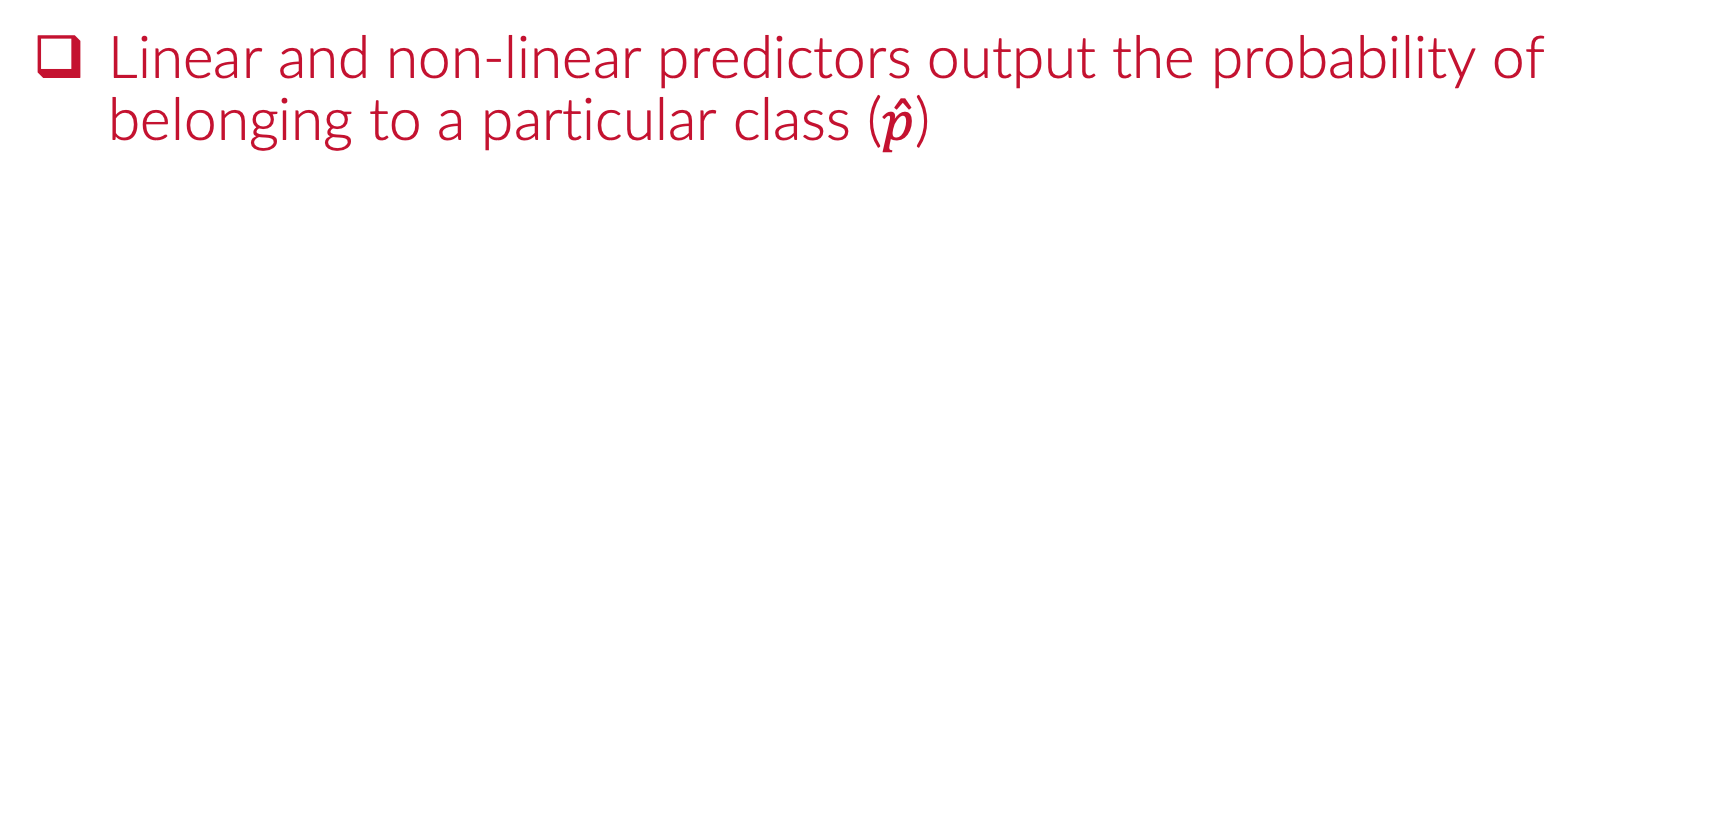 ❑ Linear and non-linear predictors output the probability of
belonging to a particular class (p̂)